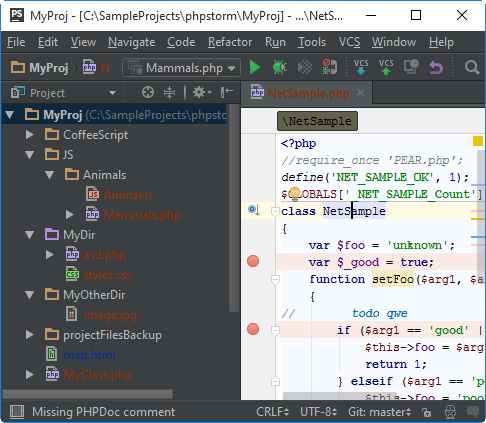 PS MyProj - [C:\SampleProjects\phpstorm\MyProj] - ...\NetS...
File Edit View Navigate Code Refactor Run Tools VCS Window Help
MyProj N Mammals.php VCS VCS
Project
NetSample.php
MyProj (C:\SampleProjects\phpstorm
CoffeeScript
JS
Animals
Animal.js
Mammals.php
MyDir
asd.php
styles.css
MyOtherDir
image.jpg
projectFilesBackup
map.html
MyClass.php
\NetSample
<?php
//require_once 'PEAR.php';
define('NET_SAMPLE_OK', 1);
$GLOBALS['_NET_SAMPLE_Count']
class NetSample
{
var $foo = 'unknown';
var $_good = true;
function setFoo($arg1, $a
{
// todo qwe
if ($arg1 == 'good' |
$this->foo = $arg
return 1;
} elseif ($arg1 == 'po
$this->foo = 'poo
Missing PHPDoc comment CRLF UTF-8 Git: master